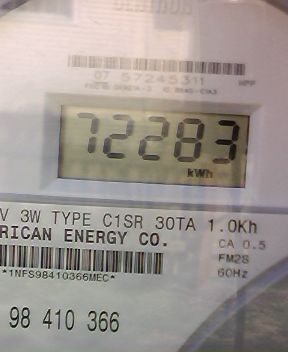 07 57245311
72283
kWh
V 3W TYPE C1SR 30TA 1.0Kh
RICAN ENERGY CO.
CA 0.5
FM2S
60Hz
*1NFS98410366MEC*
98 410 366